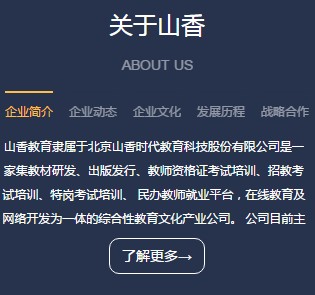 关于山香
ABOUT US
企业简介 企业动态 企业文化 发展历程 战略合作
山香教育隶属于北京山香时代教育科技股份有限公司是一
家集教材研发、出版发行、教师资格证考试培训、招教考
试培训、特岗考试培训、 民办教师就业平台，在线教育及
网络开发为一体的综合性教育文化产业公司。 公司目前主
了解更多→